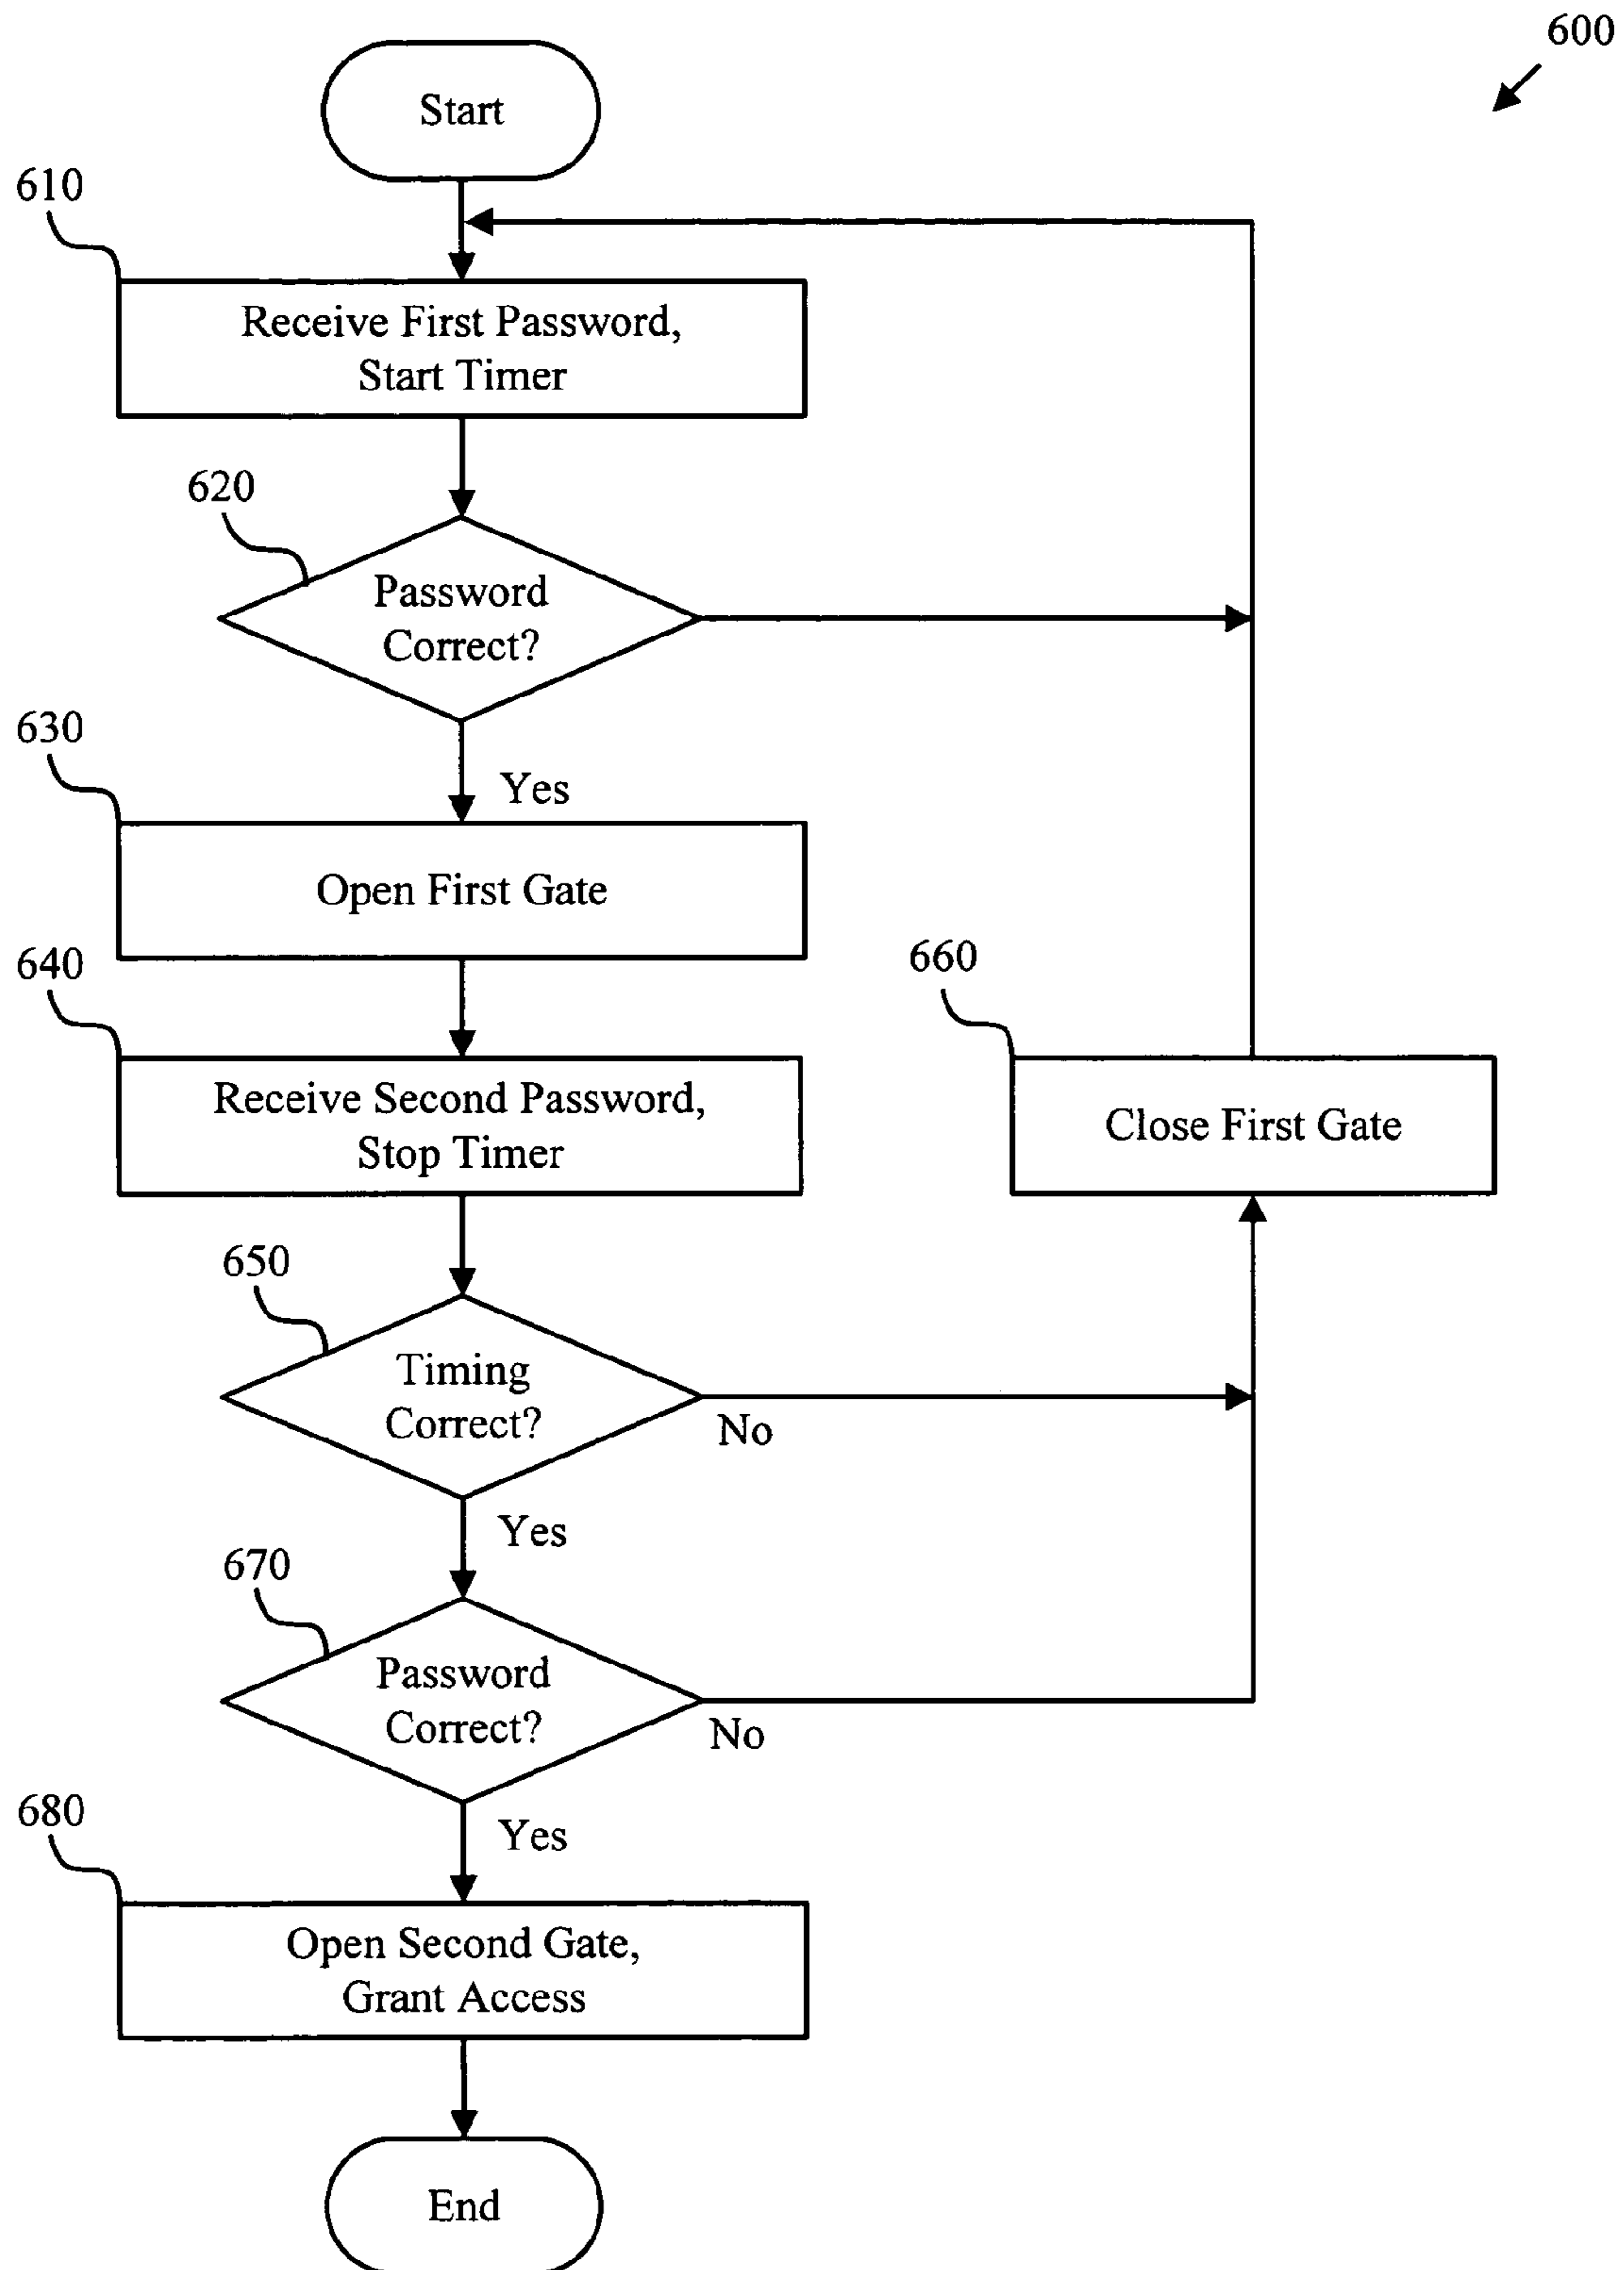 600
Start
610
Receive First Password,
Start Timer
620
Password
Correct?
630
Yes
Open First Gate
640
660
Receive Second Password,
Stop Timer
Close First Gate
650
Timing
Correct?
No
Yes
670
Password
Correct?
No
680
Yes
Open Second Gate,
Grant Access
End